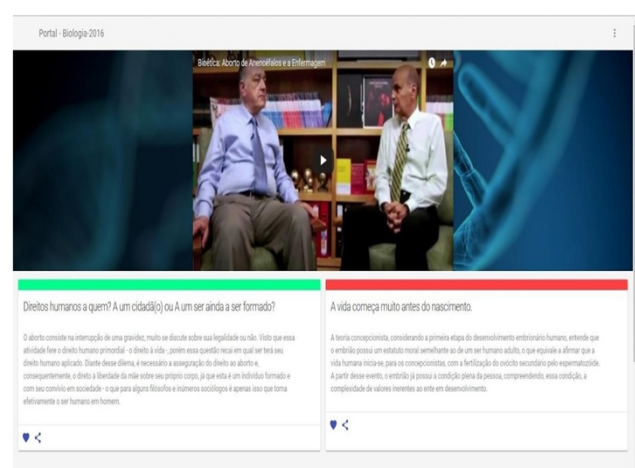 Portal - Biologia-2016
Bioética: Aborto de Anencéfalos e a Enfermagem
Direitos humanos a quem? A um cidadã(o) ou A um ser ainda a ser formado?
O aborto consiste na interrupção de uma gravidez, muito se discute sobre sua legalidade ou não. Visto que essa
atividade fere o direito humano primordial - o direito à vida -, porém essa questão recai em qual ser terá seu
direito humano aplicado. Diante desse dilema, é necessário a asseguração do direito ao aborto e,
consequentemente, o direito à liberdade da mãe sobre seu próprio corpo, já que esta é um indivíduo formado e
com seu convívio em sociedade - o que para alguns filósofos e inúmeros sociólogos é apenas isso que torna
efetivamente o ser humano em homem.
A vida começa muito antes do nascimento.
A teoria concepcionista, considerando a primeira etapa do desenvolvimento embrionário humano, entende que
o embrião possui um estatuto moral semelhante ao de um ser humano adulto, o que equivale a afirmar que a
vida humana inicia-se, para os concepcionistas, com a fertilização do ovócito secundário pelo espermatozóide.
A partir desse evento, o embrião já possui a condição plena da pessoa, compreendendo, essa condição, a
complexidade de valores inerentes ao ente em desenvolvimento.